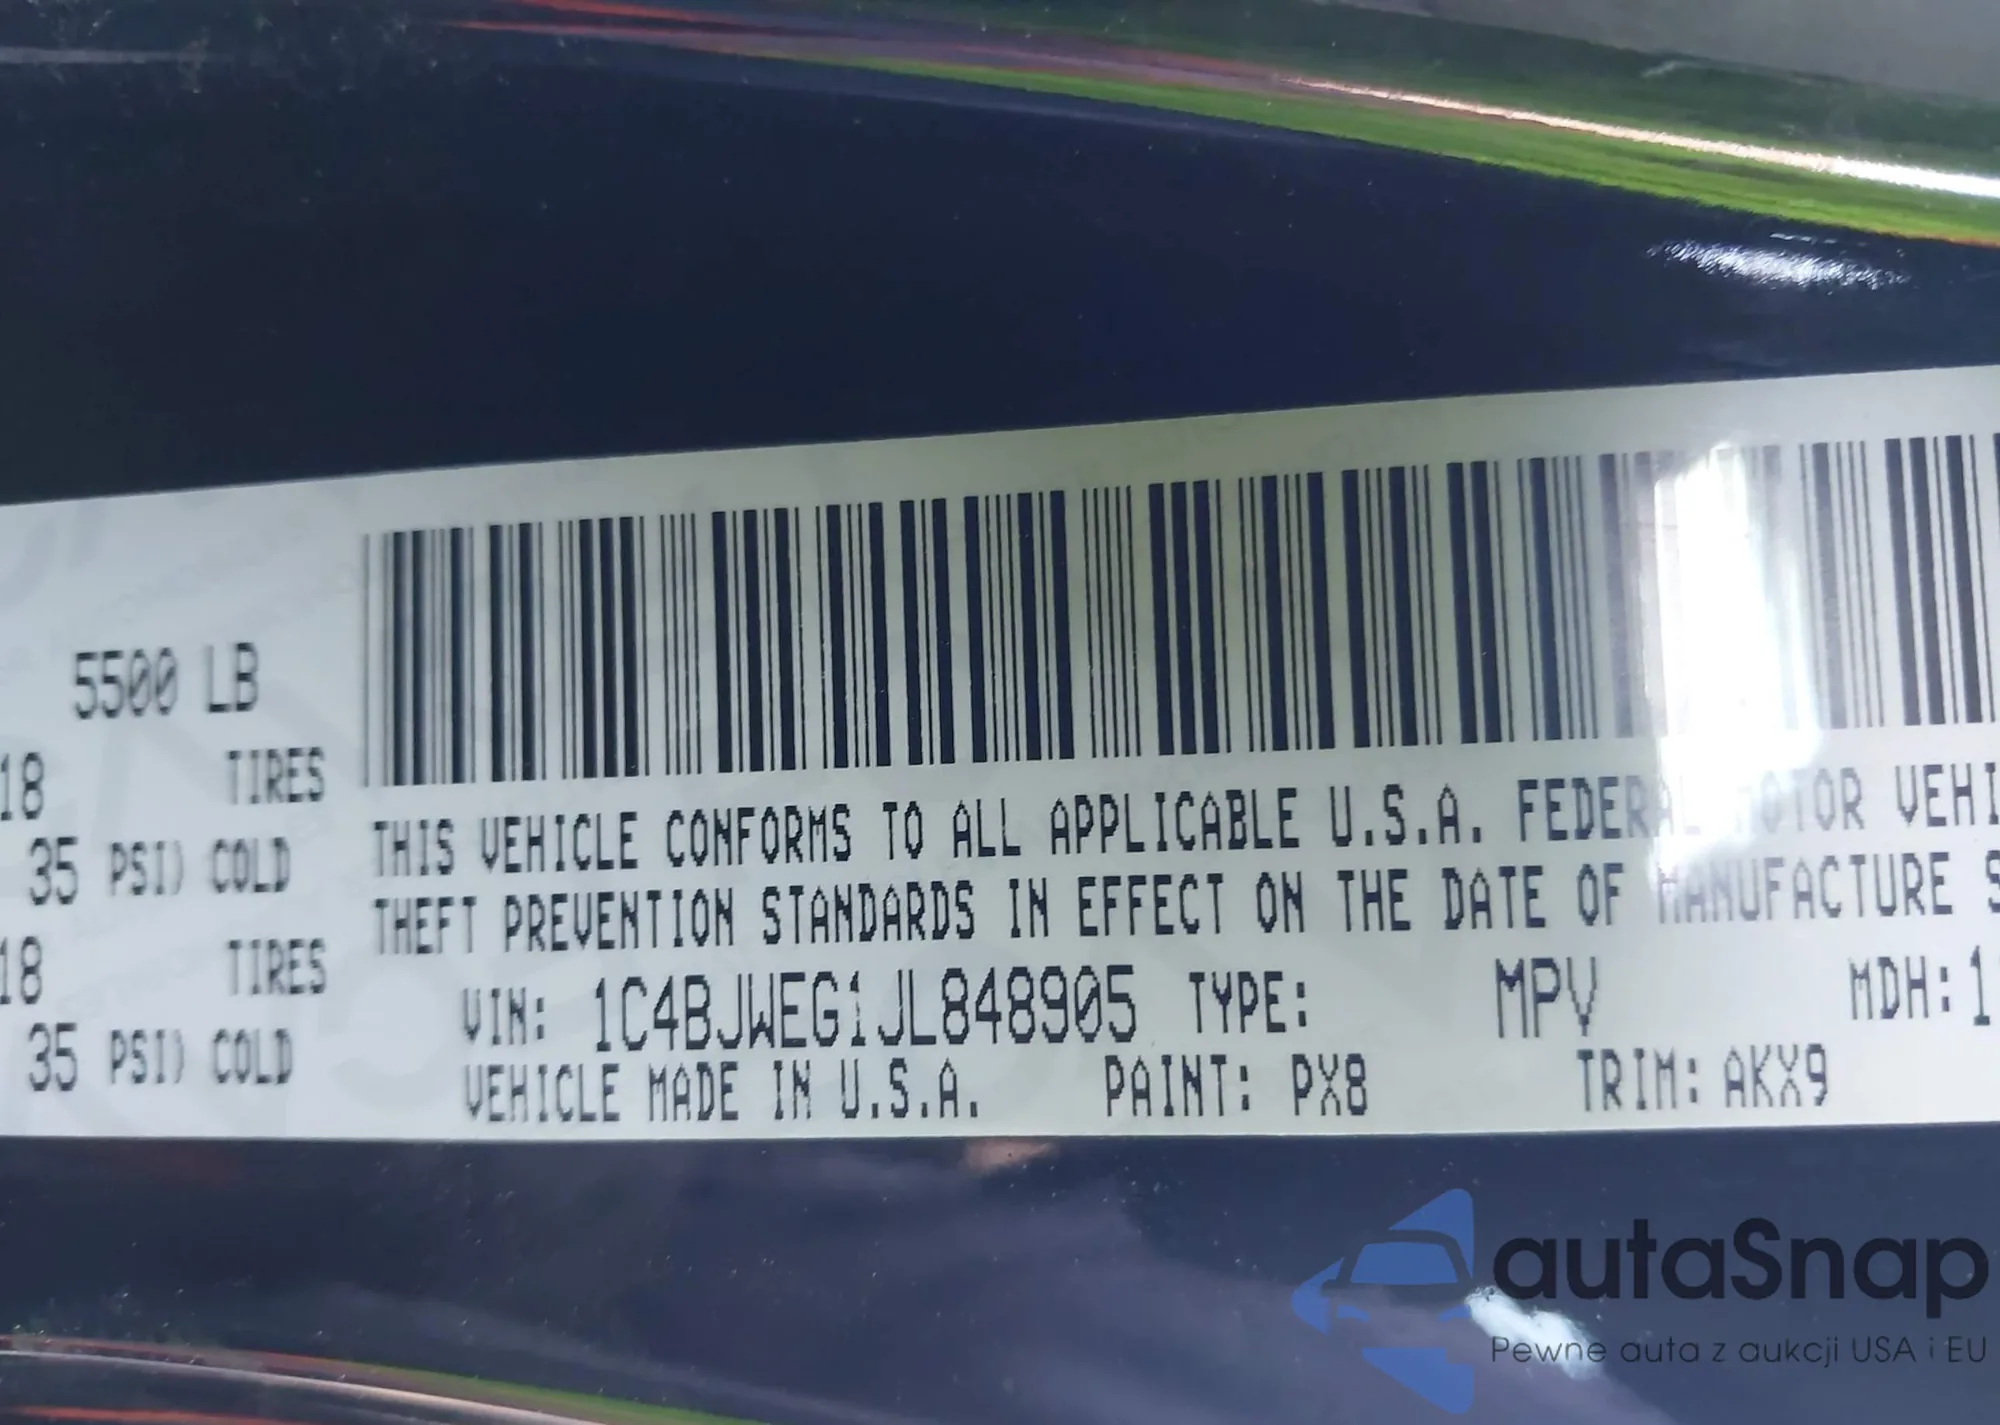 5500 LB
18 TIRES
35 PSI) COLD
18 TIRES
35 PSI) COLD
THIS VEHICLE CONFORMS TO ALL APPLICABLE U.S.A. FEDERAL MOTOR VEHI
THEFT PREVENTION STANDARDS IN EFFECT ON THE DATE OF MANUFACTURE S
VIN: 1C4BJWEG1JL848905 TYPE: MPV MDH:1
VEHICLE MADE IN U.S.A. PAINT: PX8 TRIM: AKX9
autaSnap
Pewne auta z aukcji USA i EU